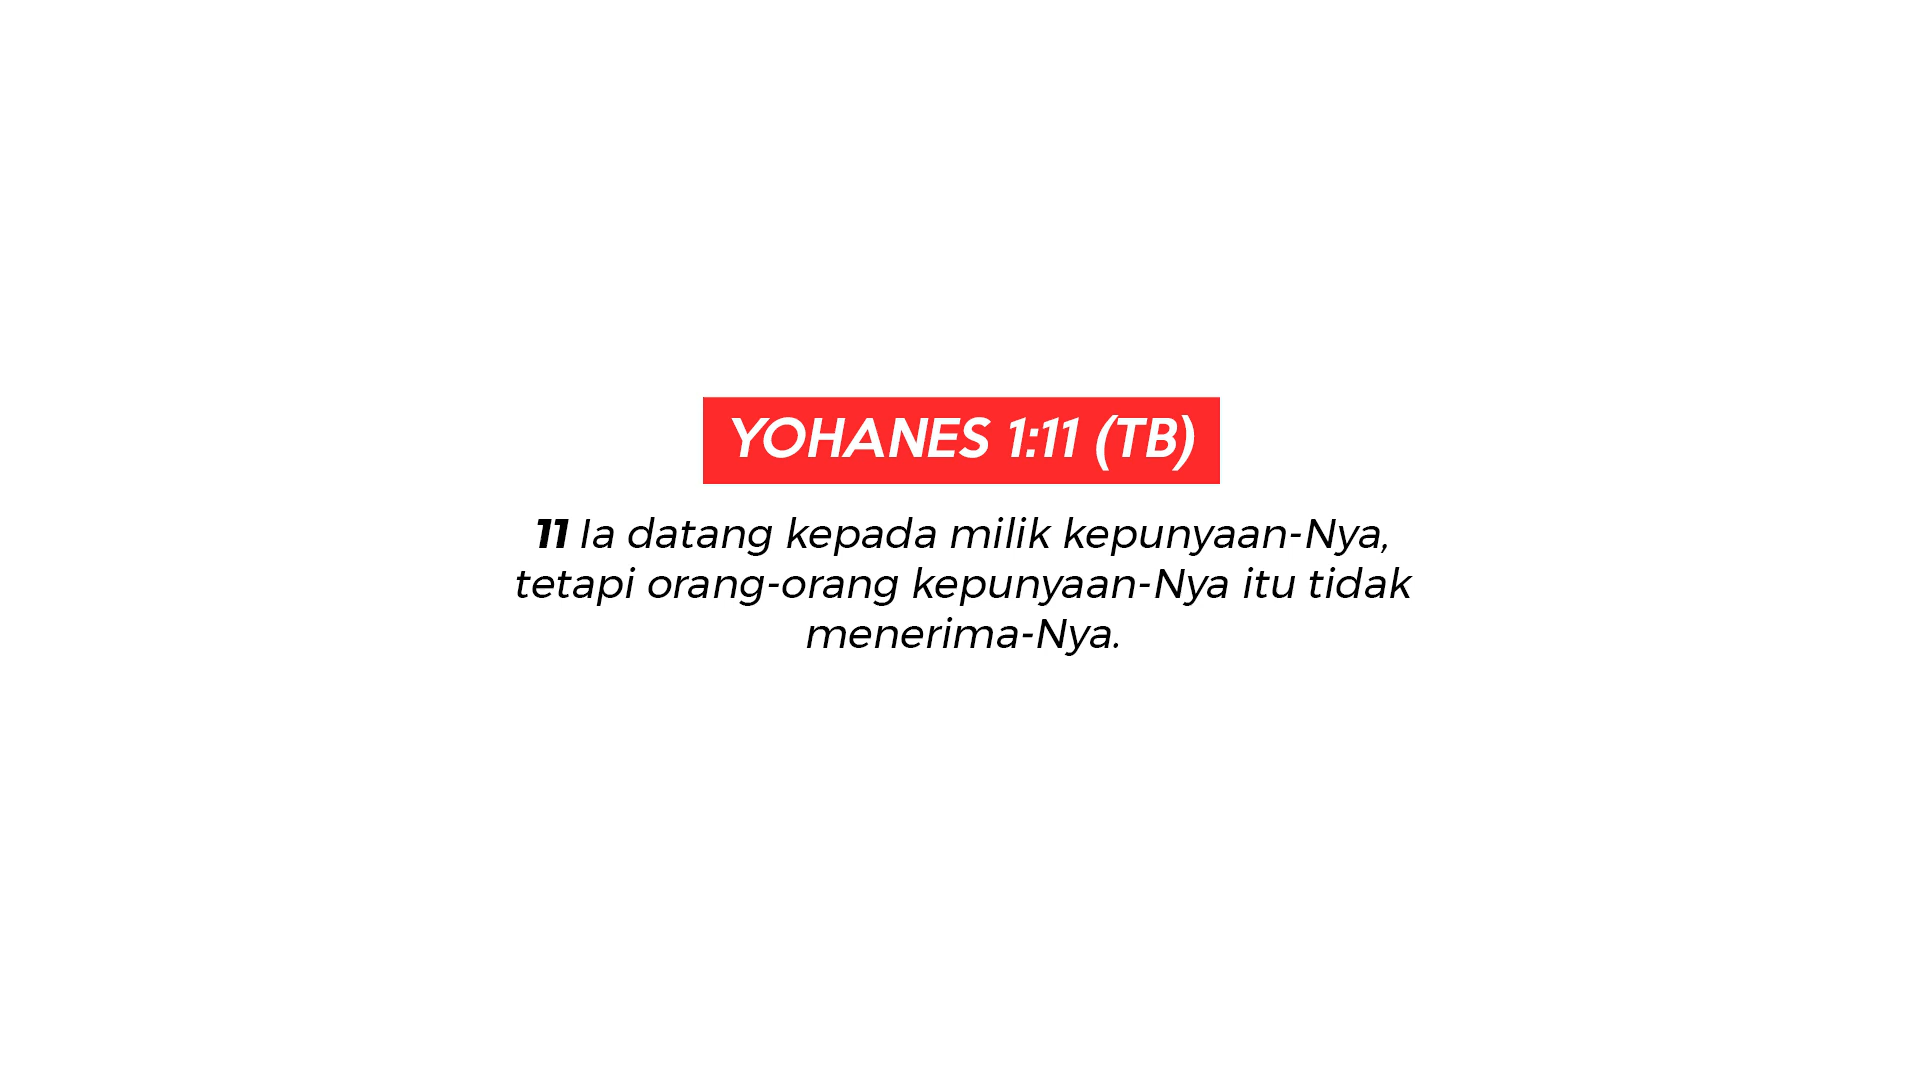 YOHANES 1:11 (TB)
11 Ia datang kepada milik kepunyaan-Nya,
tetapi orang-orang kepunyaan-Nya itu tidak
menerima-Nya.